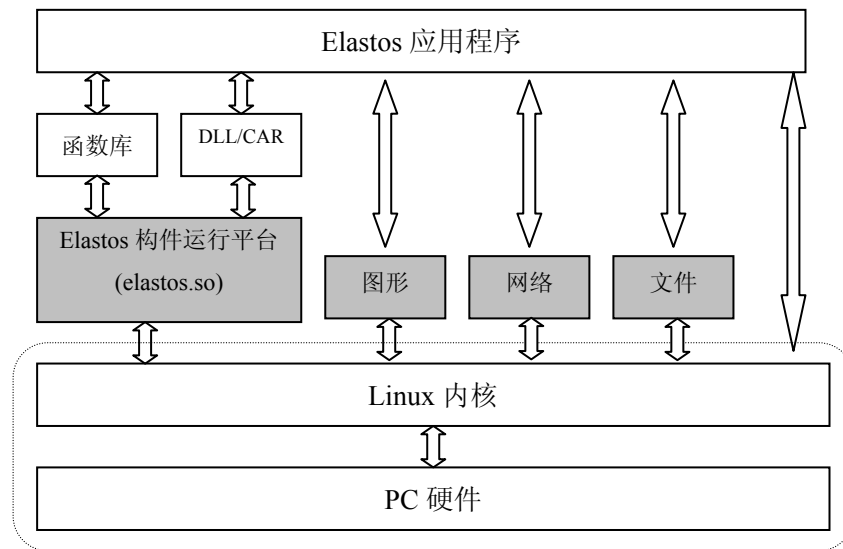 Elastos 应用程序
函数库
DLL/CAR
Elastos 构件运行平台
(elastos.so)
图形
网络
文件
Linux 内核
PC 硬件